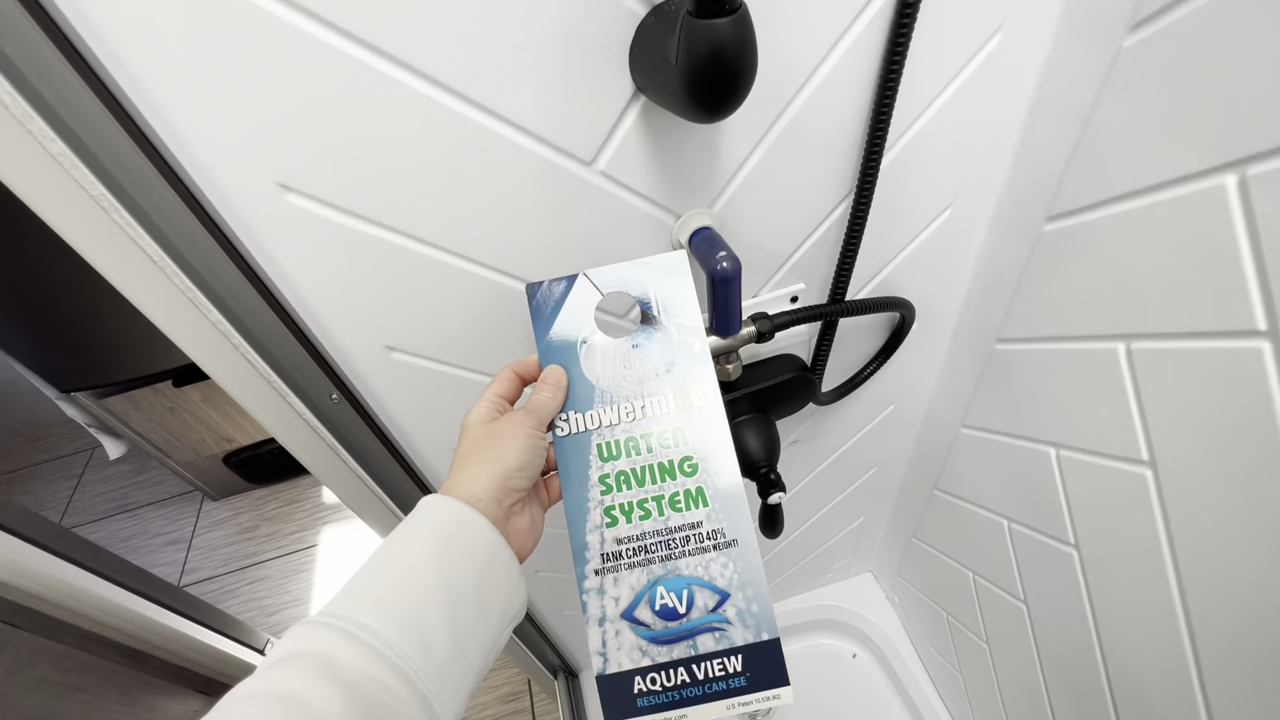 Showermi
WATER
SAVING
SYSTEM
INCREASES FRESH AND GRAY
TANK CAPACITIES UP TO 40%
WITHOUT CHANGING TANKS OR ADDING WEIGHT!
AV
AQUA VIEW
RESULTS YOU CAN SEE™
U.S. Patent 10,538,902